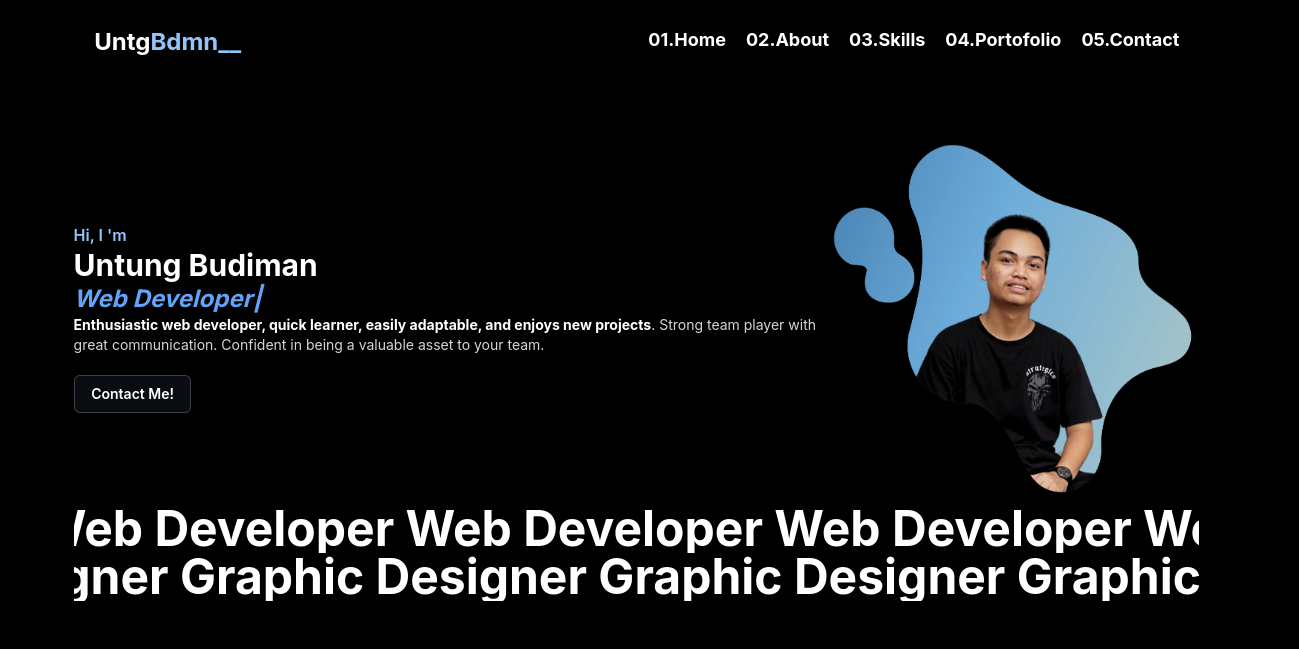 UntgBdmn__
01.Home 02.About 03.Skills 04.Portofolio 05.Contact
Hi, I 'm
Untung Budiman
Web Developer|
Enthusiastic web developer, quick learner, easily adaptable, and enjoys new projects. Strong team player with
great communication. Confident in being a valuable asset to your team.
Contact Me!
strategice
Web Developer Web Developer Web Developer We
gner Graphic Designer Graphic Designer Graphic